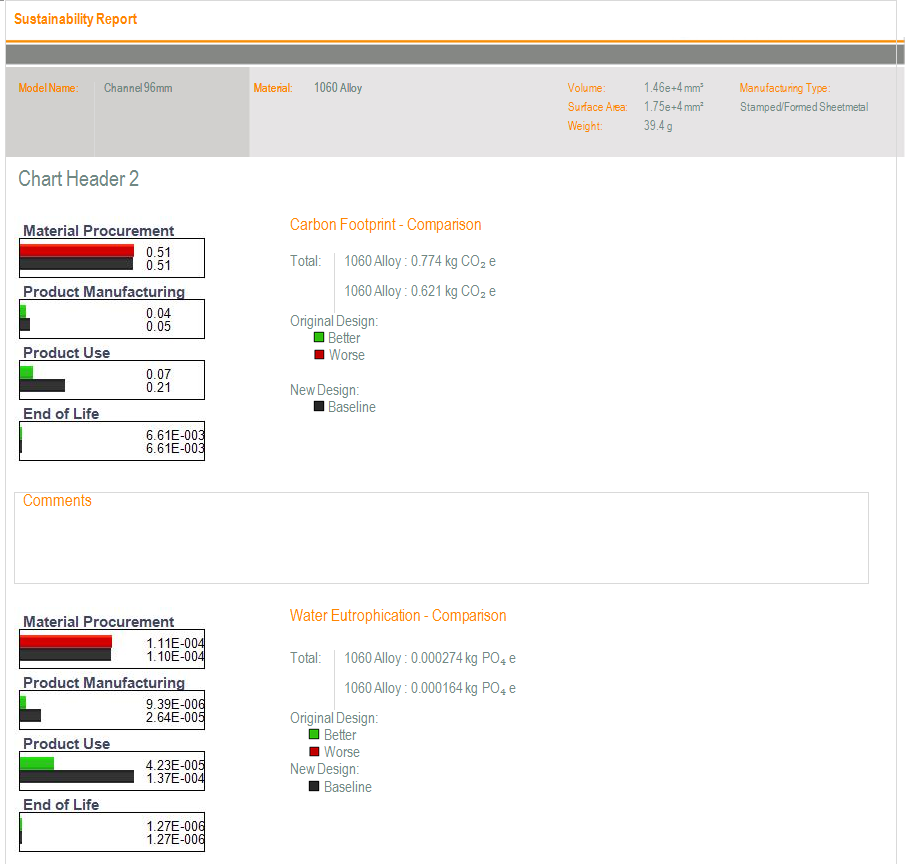 Sustainability Report
Model Name: Channel 96mm Material: 1060 Alloy Volume: 1.46e+4 mm³ Manufacturing Type:
Surface Area: 1.75e+4 mm² Stamped/Formed Sheetmetal
Weight: 39.4 g
Chart Header 2
Material Procurement
0.51
0.51
Product Manufacturing
0.04
0.05
Product Use
0.07
0.21
End of Life
6.61E-003
6.61E-003
Carbon Footprint - Comparison
Total: 1060 Alloy : 0.774 kg CO₂ e
1060 Alloy : 0.621 kg CO₂ e
Original Design:
Better
Worse
New Design:
Baseline
Comments
Material Procurement
1.11E-004
1.10E-004
Product Manufacturing
9.39E-006
2.64E-005
Product Use
4.23E-005
1.37E-004
End of Life
1.27E-006
1.27E-006
Water Eutrophication - Comparison
Total: 1060 Alloy : 0.000274 kg PO₄ e
1060 Alloy : 0.000164 kg PO₄ e
Original Design:
Better
Worse
New Design:
Baseline